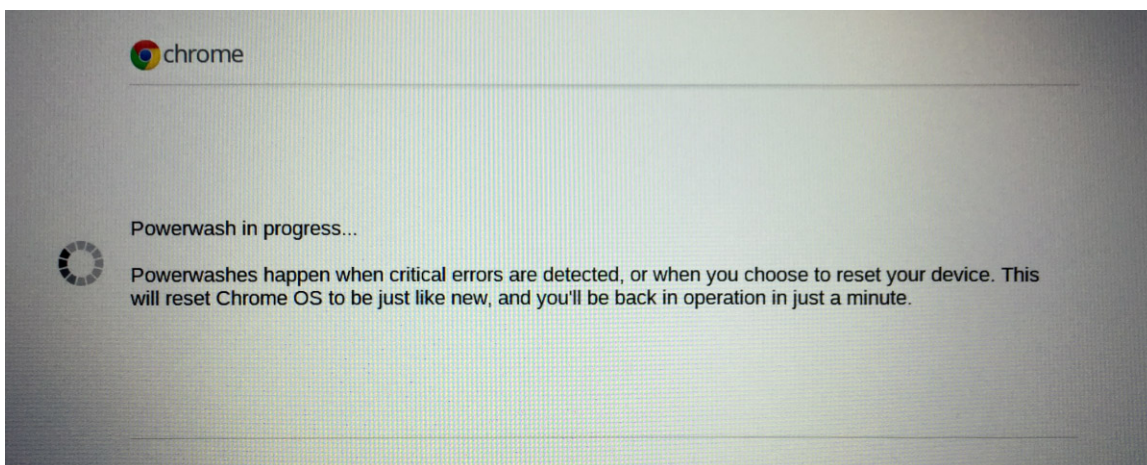 chrome
Powerwash in progress...
Powerwashes happen when critical errors are detected, or when you choose to reset your device. This
will reset Chrome OS to be just like new, and you'll be back in operation in just a minute.